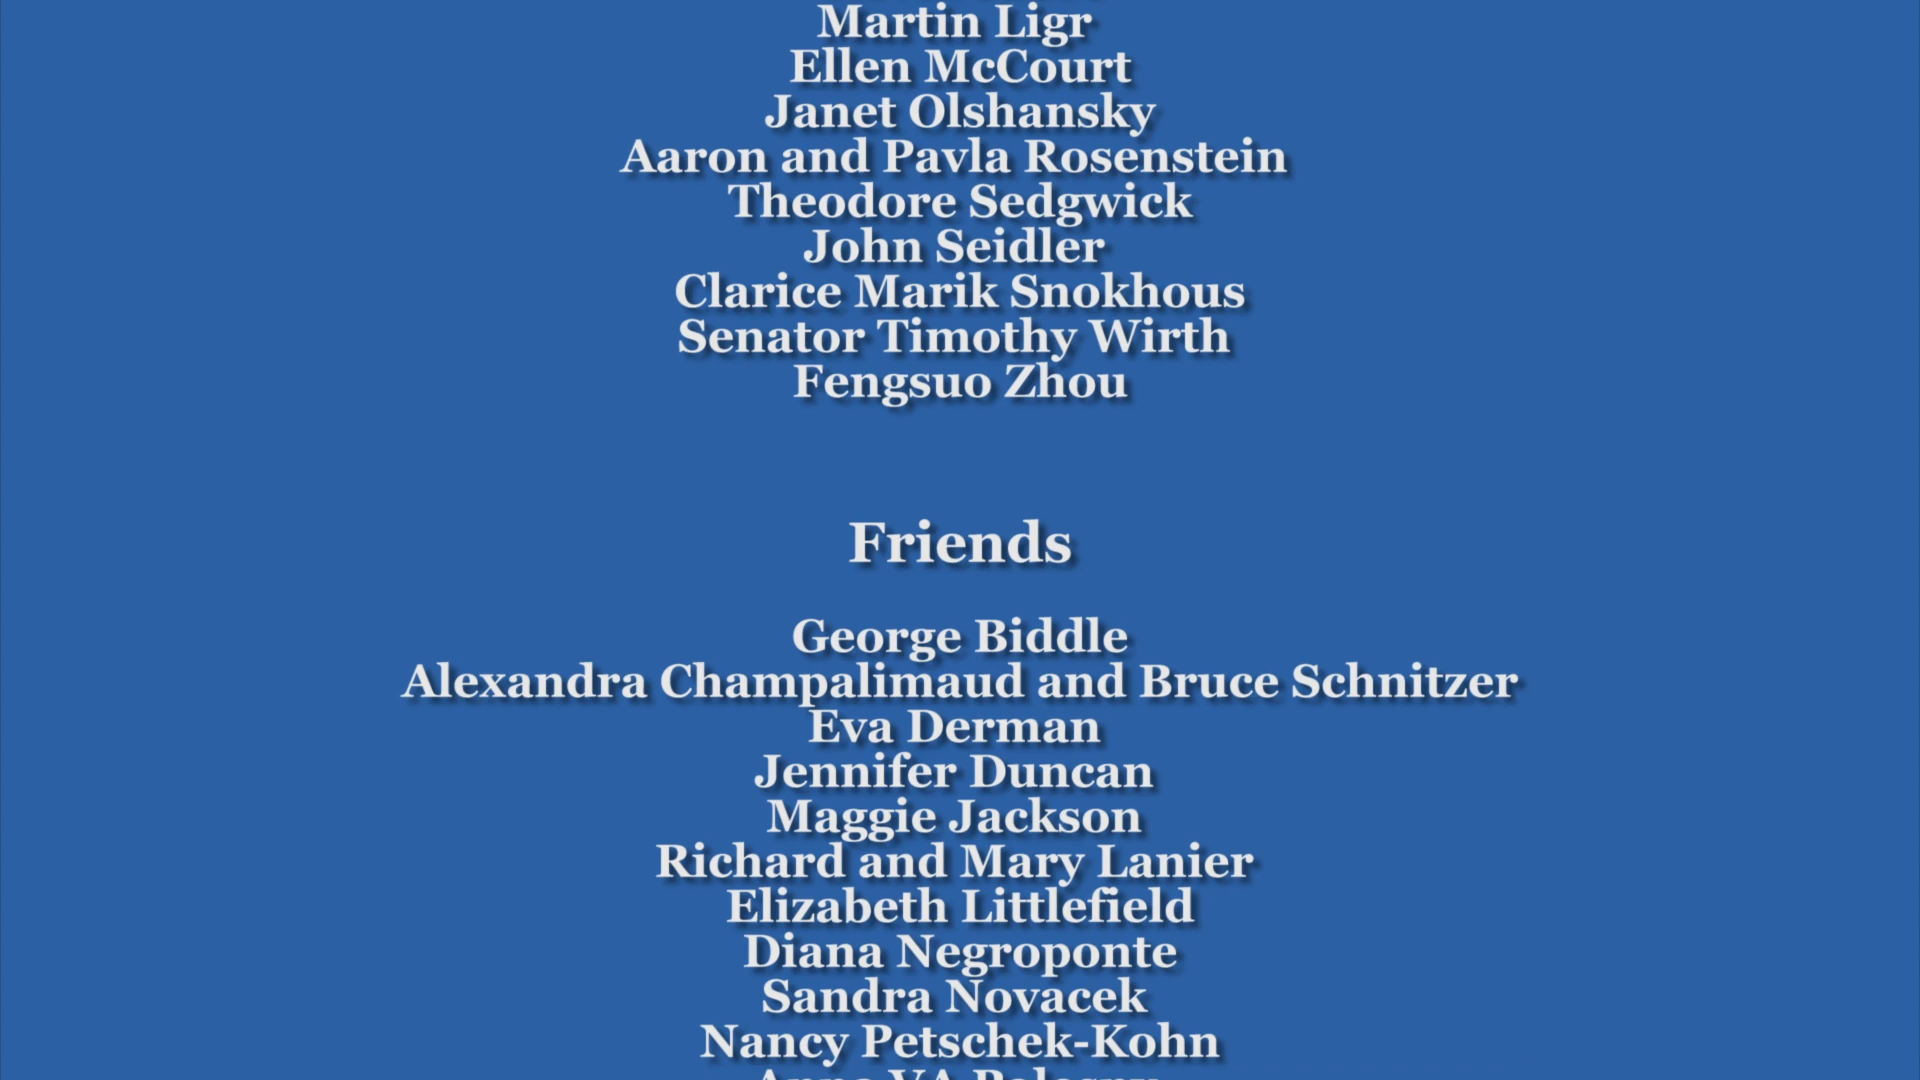 Martin Ligr
Ellen McCourt
Janet Olshansky
Aaron and Pavla Rosenstein
Theodore Sedgwick
John Seidler
Clarice Marik Snokhous
Senator Timothy Wirth
Fengsuo Zhou
Friends
George Biddle
Alexandra Champalimaud and Bruce Schnitzer
Eva Derman
Jennifer Duncan
Maggie Jackson
Richard and Mary Lanier
Elizabeth Littlefield
Diana Negroponte
Sandra Novacek
Nancy Petschek-Kohn